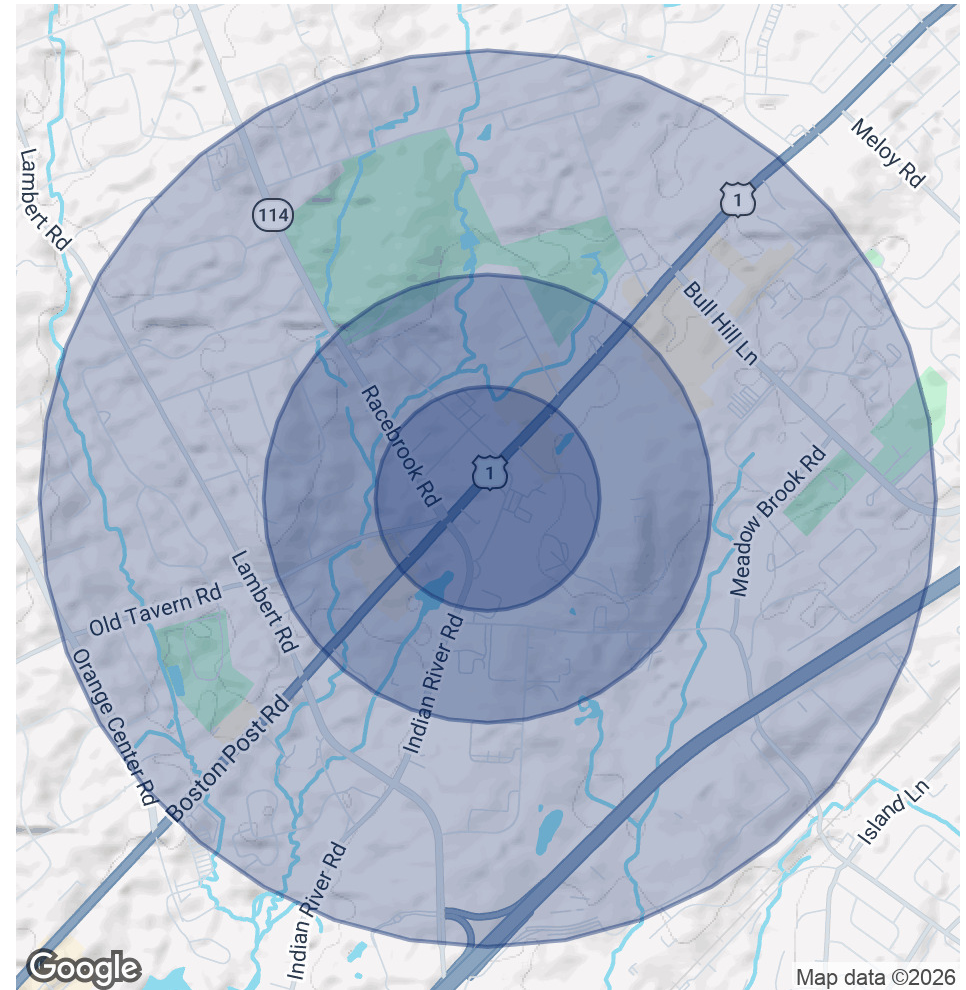 Meloy Rd
Lambert Rd
1
114
Bull Hill Ln
Racebrook Rd
1
Meadow Brook Rd
Lambert Rd
Old Tavern Rd
Indian River Rd
Orange Center Rd
Boston Post Rd
Island Ln
Indian River Rd
Google
Map data ©2026